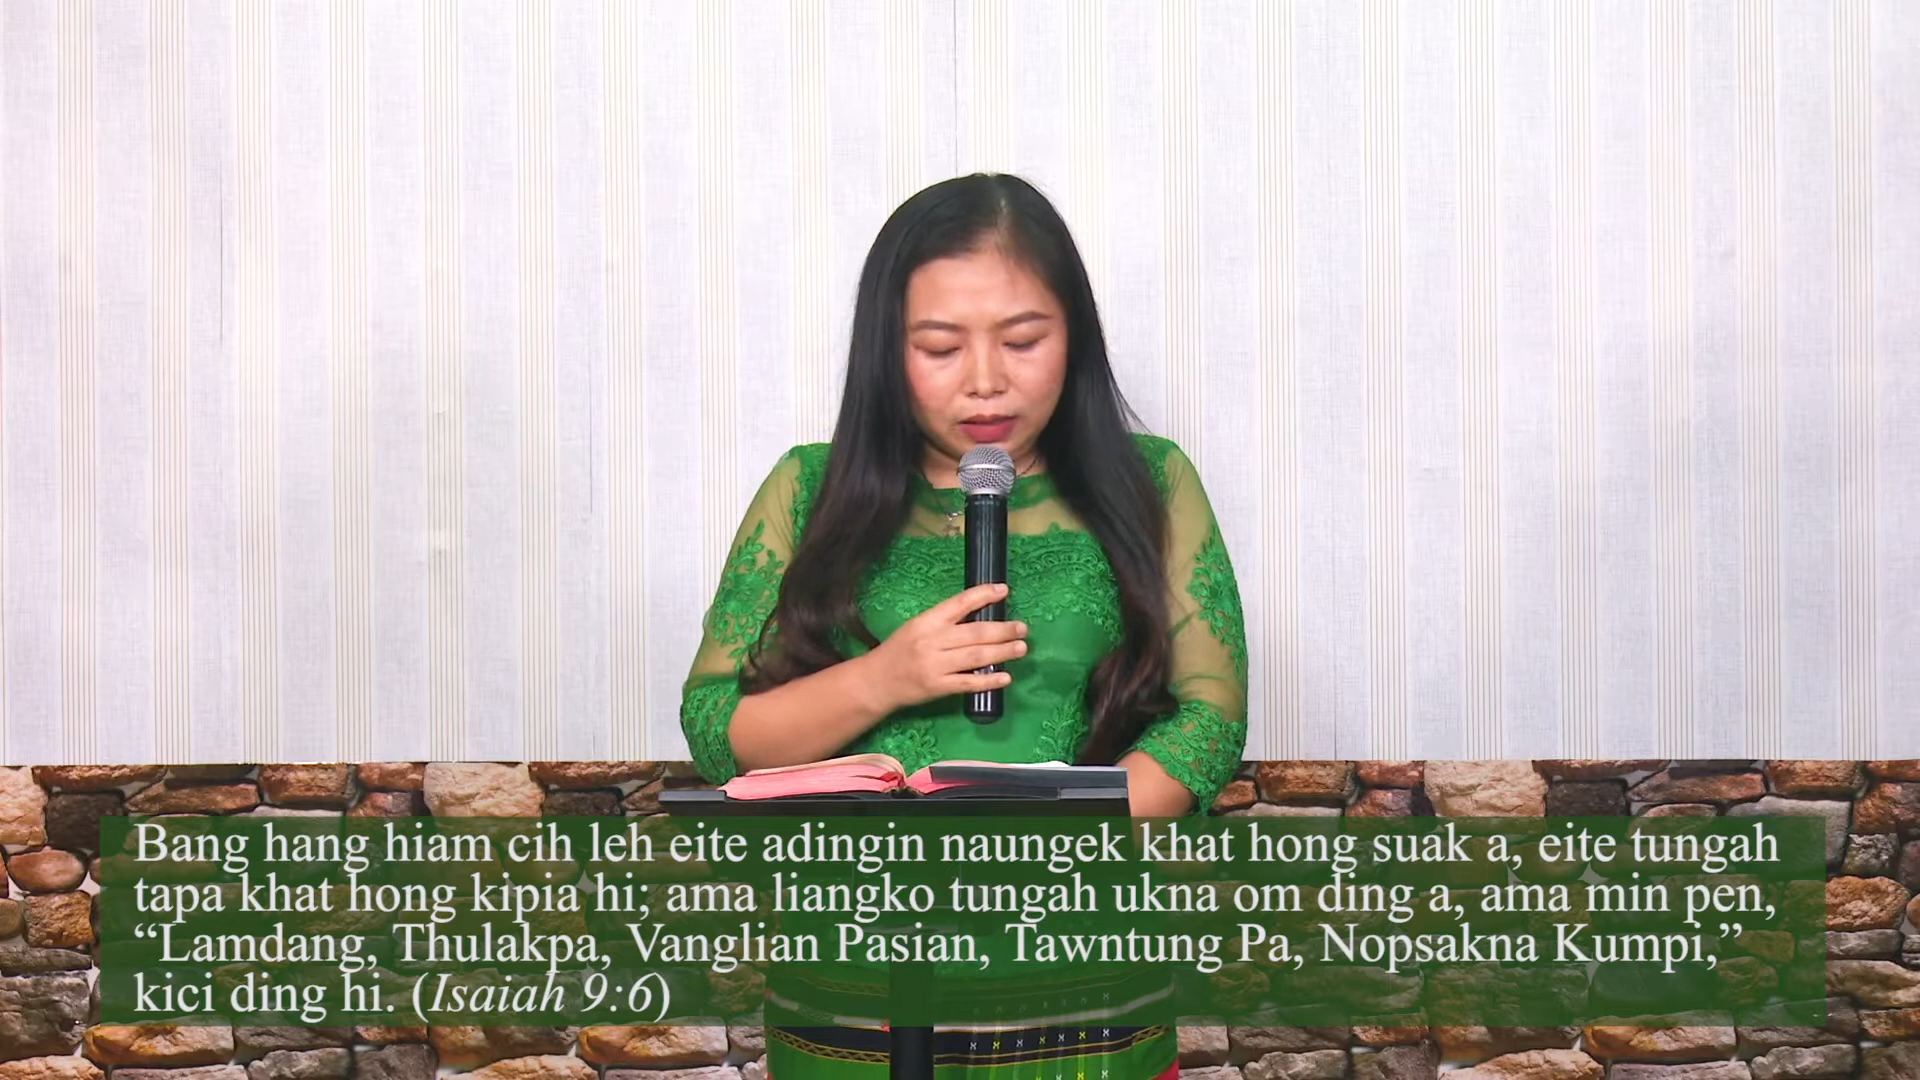 Bang hang hiam cih leh eite adingin naungek khat hong suak a, eite tungah
tapa khat hong kipia hi; ama liangko tungah ukna om ding a, ama min pen,
“Lamdang, Thulakpa, Vanglian Pasian, Tawntung Pa, Nopsakna Kumpi,”
kici ding hi. (Isaiah 9:6)